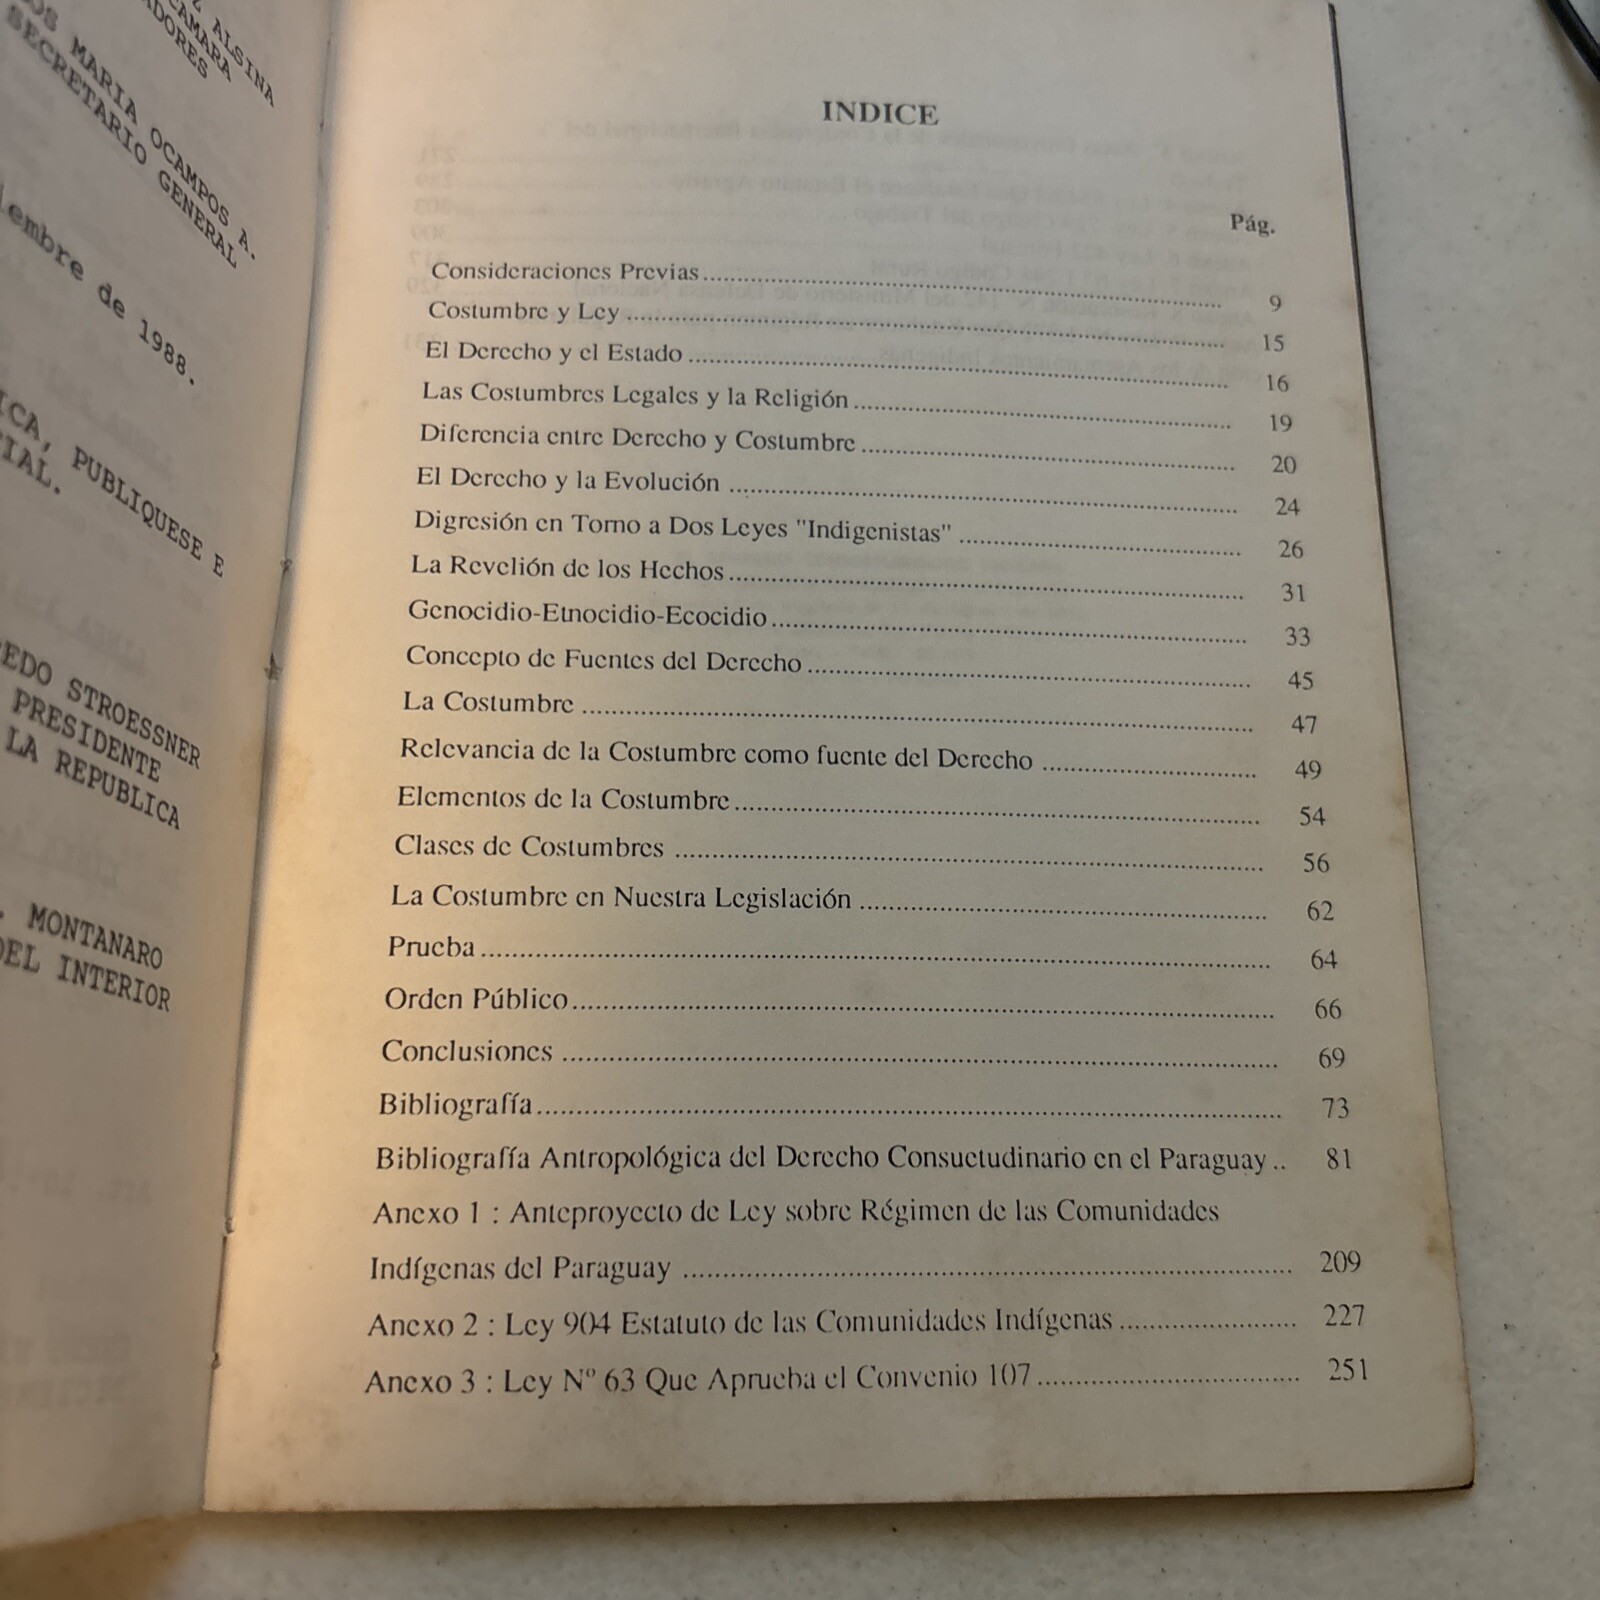 ALSINA
CAMARA
ADORES
OS MARIA OCAMPOS A.
SECRETARIO GENERAL
iembre de 1988.
ICA, PUBLIQUESE E
IAL.
EDO STROESSNER
PRESIDENTE
LA REPUBLICA
. MONTANARO
DEL INTERIOR
INDICE
Pág.
Consideraciones Previas 9
Costumbre y Ley 15
El Derecho y el Estado 16
Las Costumbres Legales y la Religión 19
Diferencia entre Derecho y Costumbre 20
El Derecho y la Evolución 24
Digresión en Torno a Dos Leyes "Indigenistas" 26
La Revelión de los Hechos 31
Genocidio-Etnocidio-Ecocidio 33
Concepto de Fuentes del Derecho 45
La Costumbre 47
Relevancia de la Costumbre como fuente del Derecho 49
Elementos de la Costumbre 54
Clases de Costumbres 56
La Costumbre en Nuestra Legislación 62
Prueba 64
Orden Público 66
Conclusiones 69
Bibliografía 73
Bibliografía Antropológica del Derecho Consuetudinario en el Paraguay .. 81
Anexo 1 : Anteproyecto de Ley sobre Régimen de las Comunidades
Indígenas del Paraguay 209
Anexo 2 : Ley 904 Estatuto de las Comunidades Indígenas 227
Anexo 3 : Ley Nº 63 Que Aprueba el Convenio 107 251